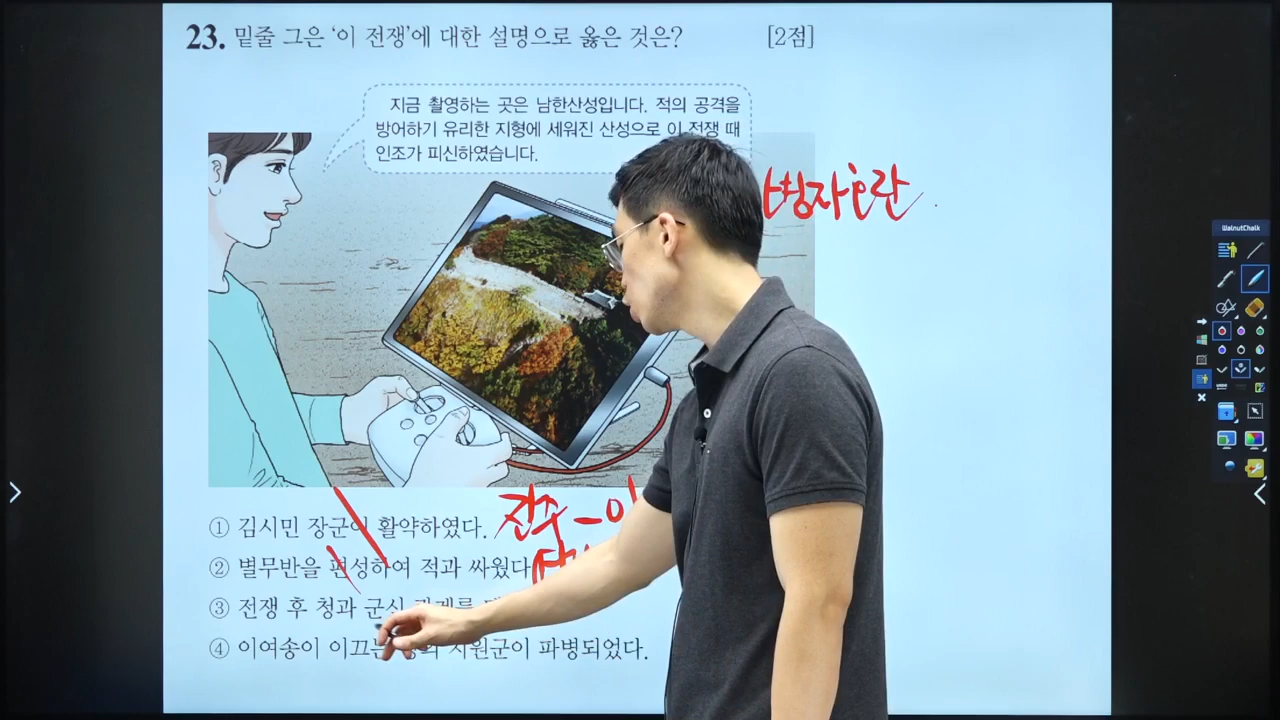 23. 밑줄 그은 ‘이 전쟁’에 대한 설명으로 옳은 것은? [2점]
지금 촬영하는 곳은 남한산성입니다. 적의 공격을
방어하기 유리한 지형에 세워진 산성으로 이 전쟁 때
인조가 피신하였습니다.
병자호란
WalnutChalk
① 김시민 장군이 활약하였다. 진주
② 별무반을 편성하여 적과 싸웠다
③ 전쟁 후 청과 군신
④ 이여송이 이끄는 지원군이 파병되었다.